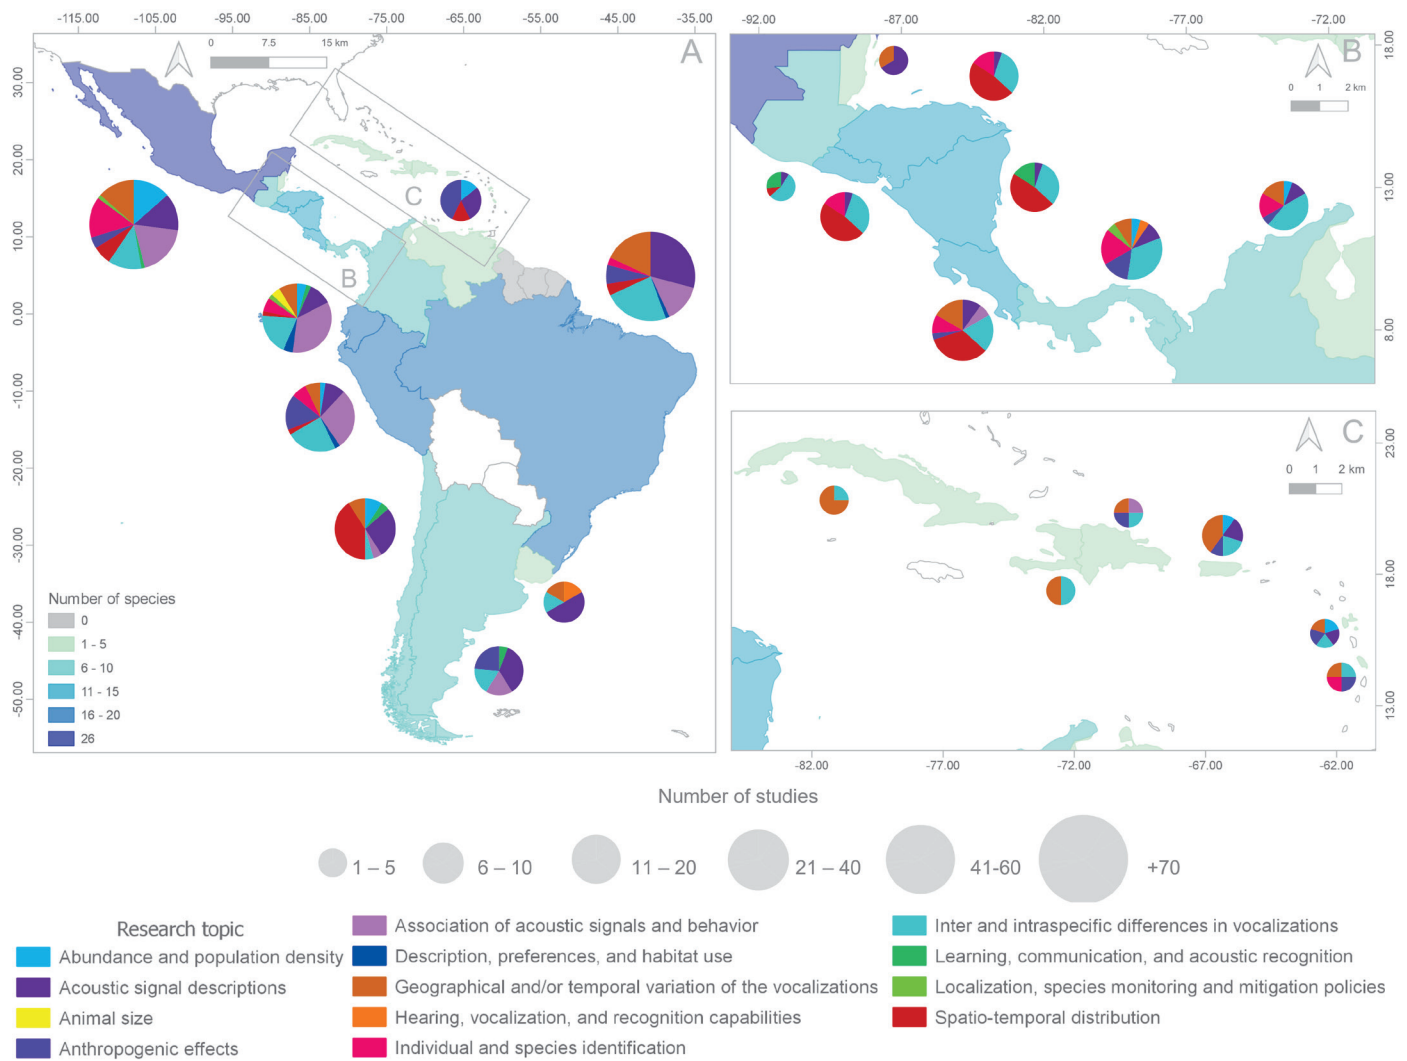 -115.00 -105.00 -95.00 -85.00 -75.00 -65.00 -55.00 -45.00 -35.00
-92.00 -87.00 -82.00 -77.00 -72.00
A
0 7.5 15 km
B
0 1 2 km
C
B
30.00
20.00
10.00
0.00
-10.00
-20.00
-30.00
-40.00
-50.00
18.00
13.00
8.00
C
0 1 2 km
23.00
18.00
13.00
-82.00 -77.00 -72.00 -67.00 -62.00
Number of species
0
1 - 5
6 - 10
11 - 15
16 - 20
26
Number of studies
1 – 5 6 – 10 11 – 20 21 – 40 41-60 +70
Research topic
Abundance and population density
Acoustic signal descriptions
Animal size
Anthropogenic effects
Association of acoustic signals and behavior
Description, preferences, and habitat use
Geographical and/or temporal variation of the vocalizations
Hearing, vocalization, and recognition capabilities
Individual and species identification
Inter and intraspecific differences in vocalizations
Learning, communication, and acoustic recognition
Localization, species monitoring and mitigation policies
Spatio-temporal distribution